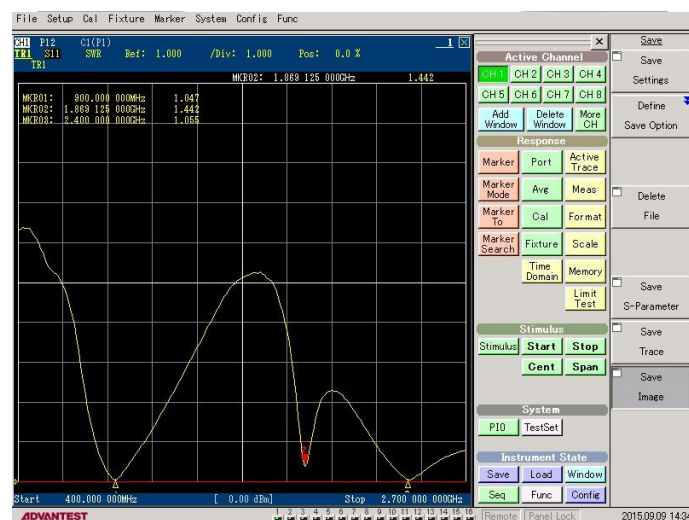 File Setup Cal Fixture Marker System Config Func
CH1 P12 C1(P1) 1
TR1 S11 SWR Ref: 1.000 /Div: 1.000 Pos: 0.0 %
TR1
MKR02: 1.869 125 000GHz 1.442
MKR01: 900.000 000MHz 1.047
MKR02: 1.869 125 000GHz 1.442
MKR03: 2.400 000 000GHz 1.055
Start 400.000 000MHz [ 0.00 dBm] Stop 2.700 000 000GHz
ADVANTEST
1 2 3 4 5 6 7 8 9 10 11 12 13 14 15 16
Remote Panel Lock 2015.09.09 14:34
Active Channel
CH 1 CH 2 CH 3 CH 4
CH 5 CH 6 CH 7 CH 8
Add Window
Delete Window
More CH
Response
Marker Port Active Trace
Marker Mode Avg Meas
Marker To Cal Format
Marker Search Fixture Scale
Time Domain Memory
Limit Test
Stimulus
Stimulus Start Stop
Cent Span
System
PIO TestSet
Instrument State
Save Load Window
Seq Func Config
Save
Save
Settings
Define
Save Option
Delete
File
Save
S-Parameter
Save
Trace
Save
Image